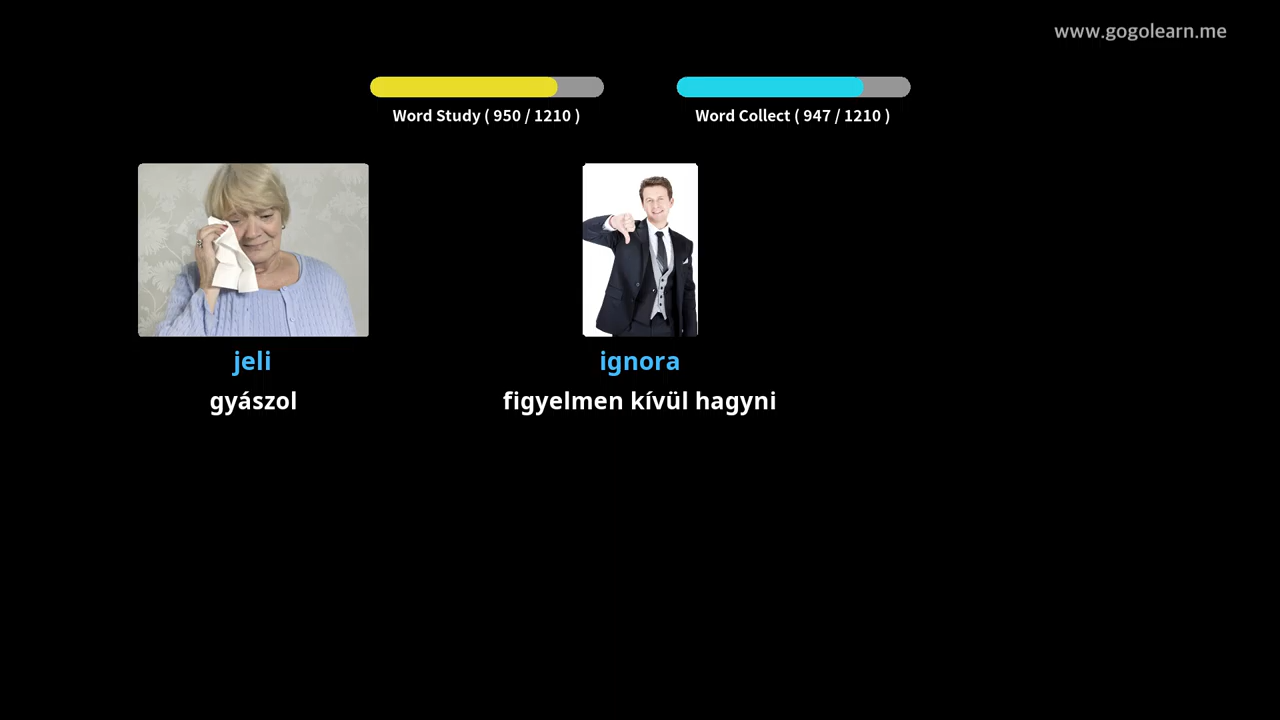 www.gogolearn.me
Word Study ( 950 / 1210 )
Word Collect ( 947 / 1210 )
jeli
gyászol
ignora
figyelmen kívül hagyni